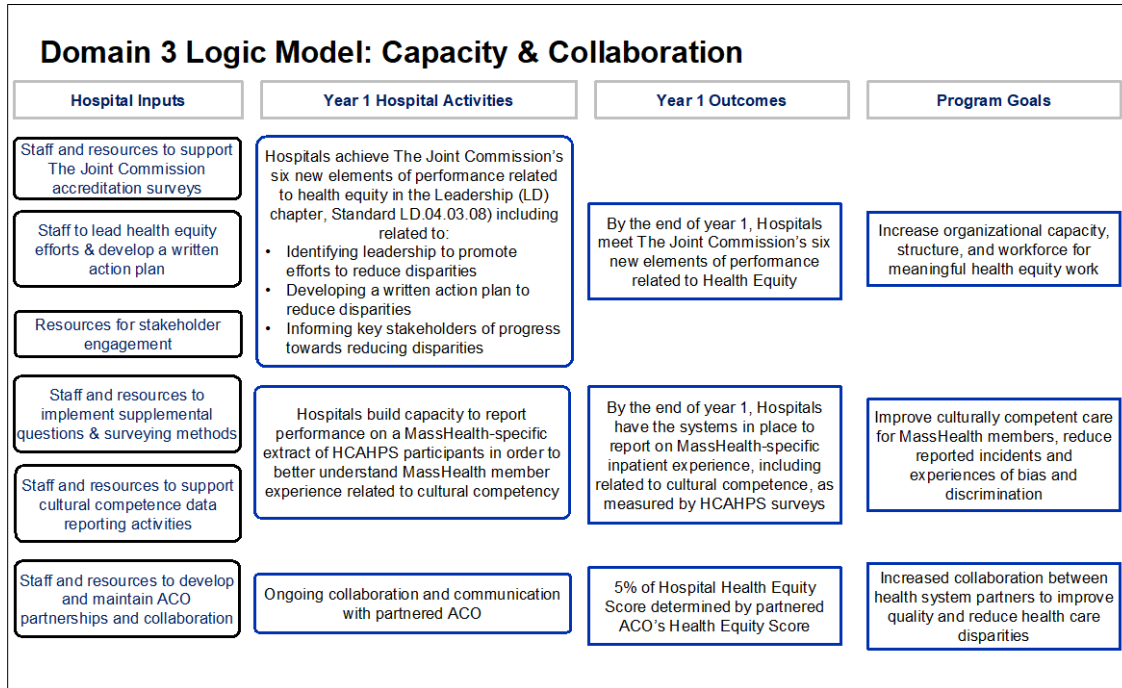 Domain 3 Logic Model: Capacity & Collaboration
Hospital Inputs
Year 1 Hospital Activities
Year 1 Outcomes
Program Goals
Staff and resources to support
The Joint Commission
accreditation surveys
Staff to lead health equity
efforts & develop a written
action plan
Resources for stakeholder
engagement
Hospitals achieve The Joint Commission's
six new elements of performance related
to health equity in the Leadership (LD)
chapter, Standard LD.04.03.08) including
related to:
• Identifying leadership to promote
efforts to reduce disparities
• Developing a written action plan to
reduce disparities
• Informing key stakeholders of progress
towards reducing disparities
By the end of year 1, Hospitals
meet The Joint Commission's six
new elements of performance
related to Health Equity
Increase organizational capacity,
structure, and workforce for
meaningful health equity work
Staff and resources to
implement supplemental
questions & surveying methods
Staff and resources to support
cultural competence data
reporting activities
Hospitals build capacity to report
performance on a MassHealth-specific
extract of HCAHPS participants in order to
better understand MassHealth member
experience related to cultural competency
By the end of year 1, Hospitals
have the systems in place to
report on MassHealth-specific
inpatient experience, including
related to cultural competence, as
measured by HCAHPS surveys
Improve culturally competent care
for MassHealth members, reduce
reported incidents and
experiences of bias and
discrimination
Staff and resources to develop
and maintain ACO
partnerships and collaboration
Ongoing collaboration and communication
with partnered ACO
5% of Hospital Health Equity
Score determined by partnered
ACO's Health Equity Score
Increased collaboration between
health system partners to improve
quality and reduce health care
disparities